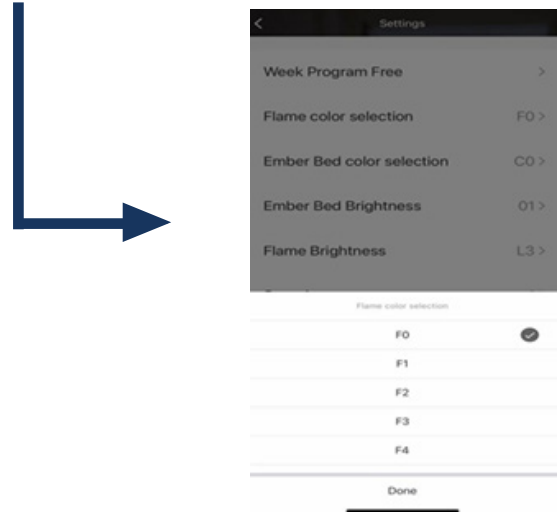 Settings
Week Program Free
Flame color selection F0
Ember Bed color selection C0
Ember Bed Brightness 01
Flame Brightness L3
Flame color selection
F0
F1
F2
F3
F4
Done